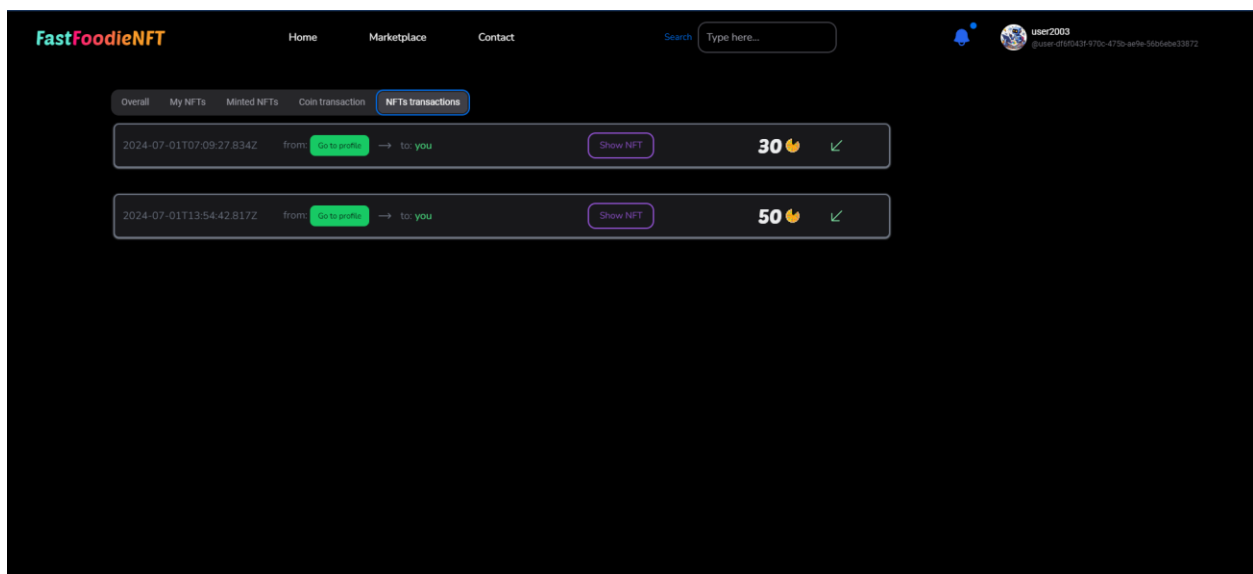 FastFoodieNFT Home Marketplace Contact Search Type here... user2003
@user-df6f043f-970c-475b-ae9e-56b6ebe33872
Overall My NFTs Minted NFTs Coin transaction NFTs transactions
2024-07-01T07:09:27.834Z from: Go to profile → to: you Show NFT 30
2024-07-01T13:54:42.817Z from: Go to profile → to: you Show NFT 50